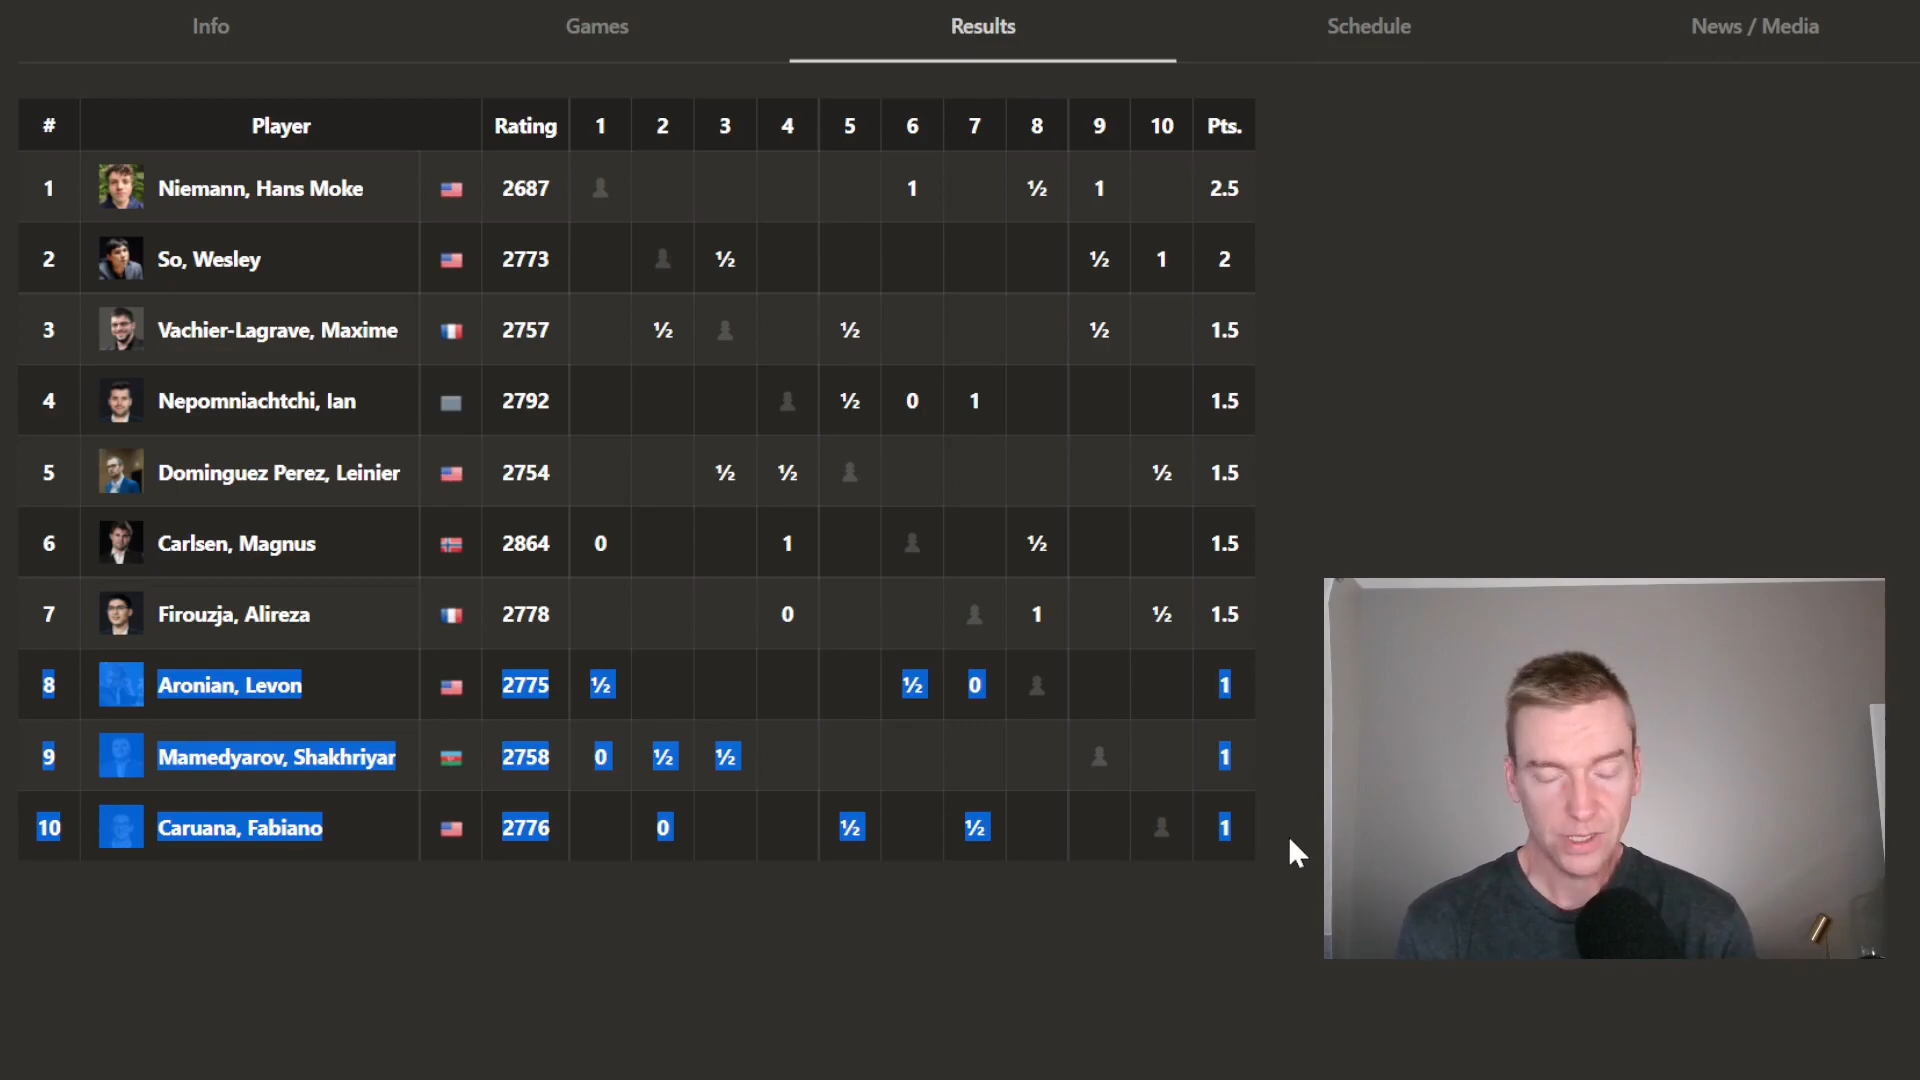 Info Games Results Schedule News / Media
# Player Rating 1 2 3 4 5 6 7 8 9 10 Pts.
1 Niemann, Hans Moke 2687 1 ½ 1 2.5
2 So, Wesley 2773 ½ ½ 1 2
3 Vachier-Lagrave, Maxime 2757 ½ ½ ½ 1.5
4 Nepomniachtchi, Ian 2792 ½ 0 1 1.5
5 Dominguez Perez, Leinier 2754 ½ ½ ½ 1.5
6 Carlsen, Magnus 2864 0 1 ½ 1.5
7 Firouzja, Alireza 2778 0 1 ½ 1.5
8 Aronian, Levon 2775 ½ ½ 0 1
9 Mamedyarov, Shakhriyar 2758 0 ½ ½ 1
10 Caruana, Fabiano 2776 0 ½ ½ 1